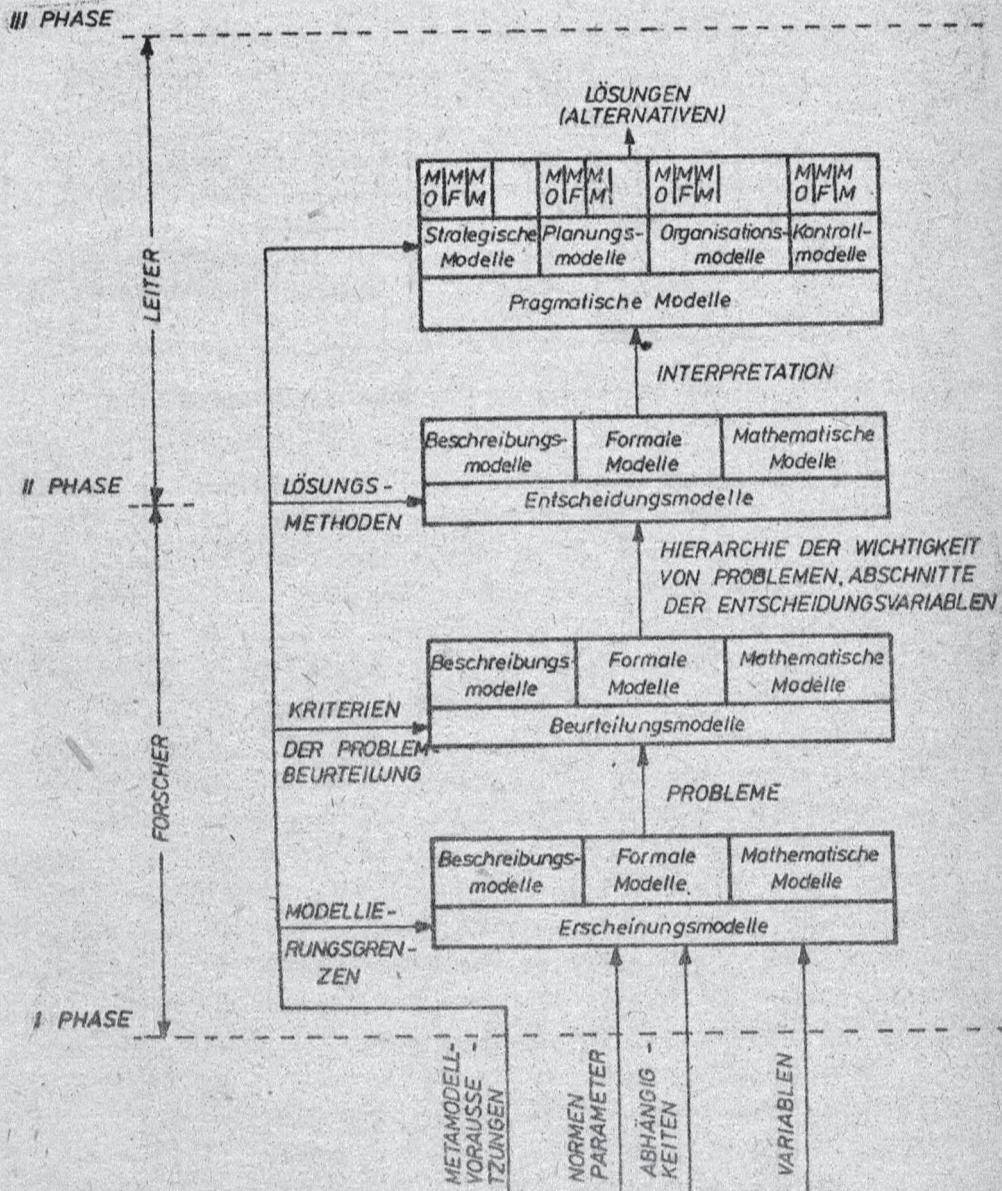 III PHASE
LÖSUNGEN
(ALTERNATIVEN)
M|M|M M|M|M M|M|M M|M|M
O|F|M O|F|M O|F|M O|F|M
Strategische Planungs- Organisations- Kontroll-
Modelle modelle modelle modelle
Pragmatische Modelle
LEITER
INTERPRETATION
Beschreibungs- Formale Mathematische
modelle Modelle Modelle
II PHASE
LÖSUNGS- Entscheidungsmodelle
METHODEN
HIERARCHIE DER WICHTIGKEIT
VON PROBLEMEN, ABSCHNITTE
DER ENTSCHEIDUNGSVARIABLEN
Beschreibungs- Formale Mathematische
modelle Modelle Modelle
KRITERIEN Beurteilungsmodelle
DER PROBLEM-
BEURTEILUNG
FORSCHER
PROBLEME
Beschreibungs- Formale Mathematische
modelle Modelle Modelle
MODELLIE- Erscheinungsmodelle
RUNGSGREN-
ZEN
I PHASE
METAMODELL-
VORAUSSE-
TZUNGEN
NORMEN
PARAMETER
ABHÄNGIG-
KEITEN
VARIABLEN